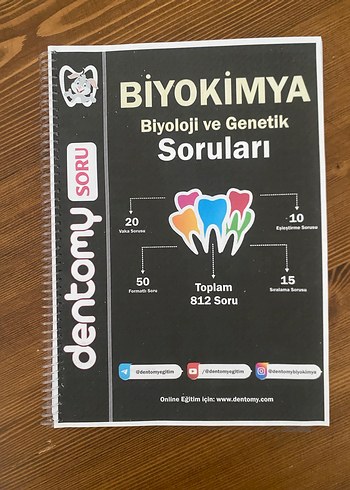 BİYOKİMYA
Biyoloji ve Genetik
Soruları
dentomy SORU
20
Vaka Sorusu
10
Eşleştirme Sorusu
50
Formatlı Soru
Toplam
812 Soru
15
Sıralama Sorusu
@dentomyegitim
/@dentomyegitim
@dentomybiyokimya
Online Eğitim için: www.dentomy.com